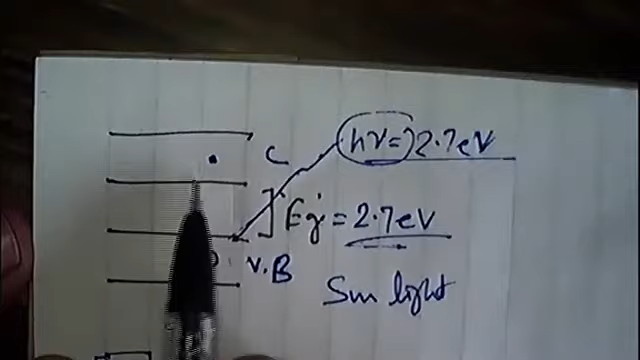 hν = 2.7eV
C
Eg = 2.7eV
V.B
Sun light